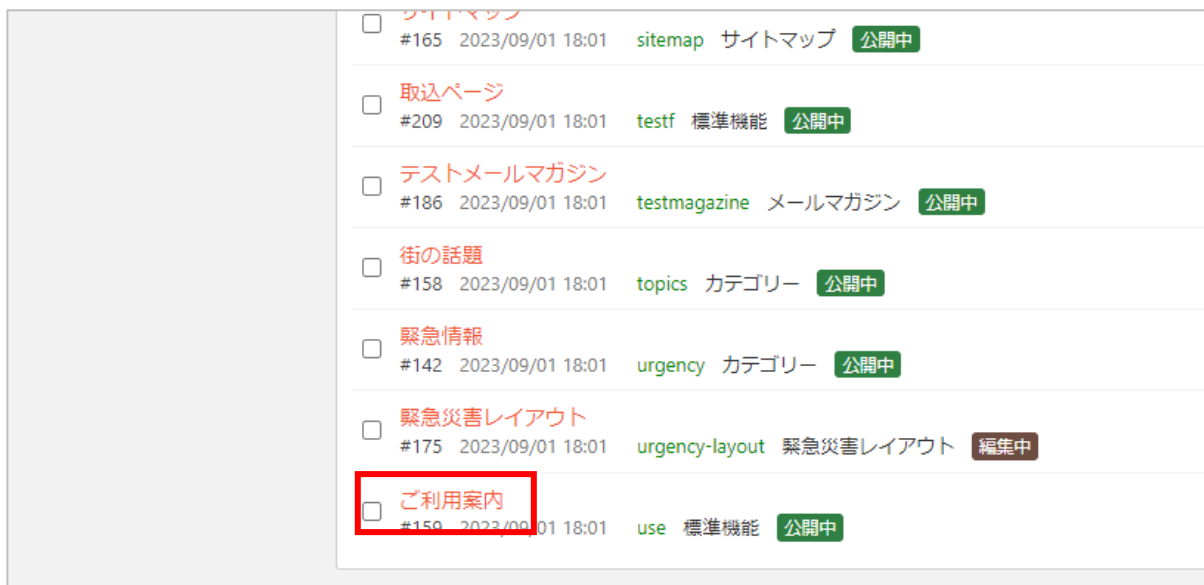 サイトマップ
#165 2023/09/01 18:01 sitemap サイトマップ 公開中
取込ページ
#209 2023/09/01 18:01 testf 標準機能 公開中
テストメールマガジン
#186 2023/09/01 18:01 testmagazine メールマガジン 公開中
街の話題
#158 2023/09/01 18:01 topics カテゴリー 公開中
緊急情報
#142 2023/09/01 18:01 urgency カテゴリー 公開中
緊急災害レイアウト
#175 2023/09/01 18:01 urgency-layout 緊急災害レイアウト 編集中
ご利用案内
#159 2023/09/01 18:01 use 標準機能 公開中